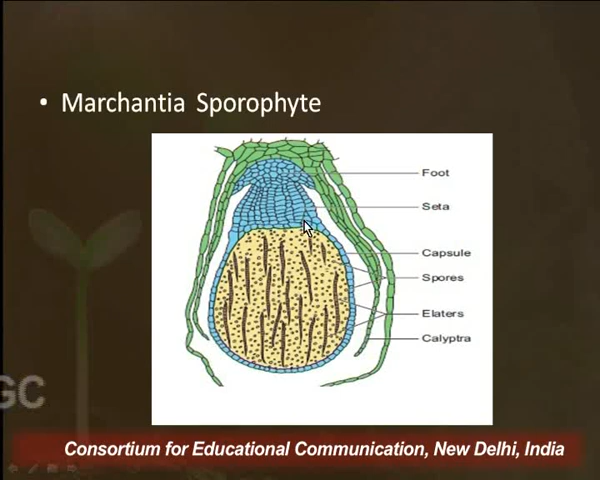 • Marchantia Sporophyte
Foot
Seta
Capsule
Spores
Elaters
Calyptra
GC
Consortium for Educational Communication, New Delhi, India